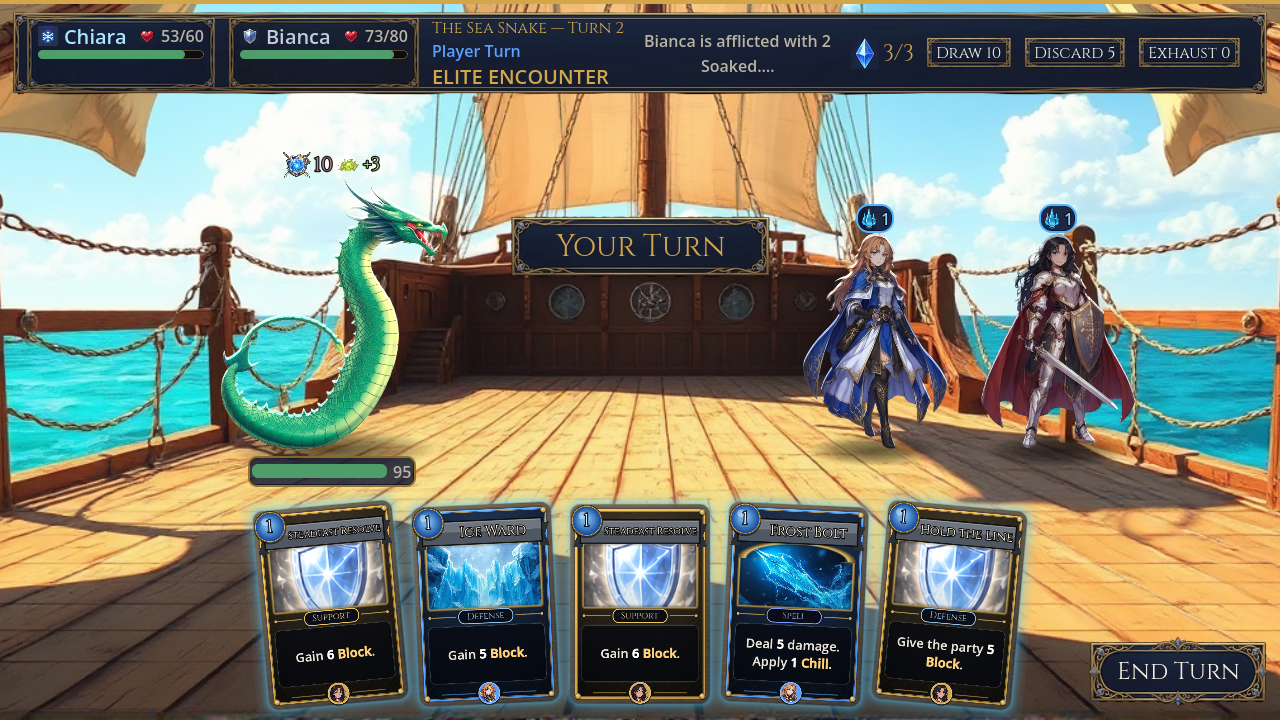 Chiara 53/60
Bianca 73/80
The Sea Snake — Turn 2
Player Turn
ELITE ENCOUNTER
Bianca is afflicted with 2
Soaked....
3/3
Draw 10
Discard 5
Exhaust 0
10 +3
1
1
Your Turn
95
1
Steadfast Resolve
Support
Gain 6 Block.
1
Ice Ward
Defense
Gain 5 Block.
1
Steadfast Resolve
Support
Gain 6 Block.
1
Frost Bolt
Spell
Deal 5 damage.
Apply 1 Chill.
1
Hold the Line
Defense
Give the party 5
Block.
End Turn